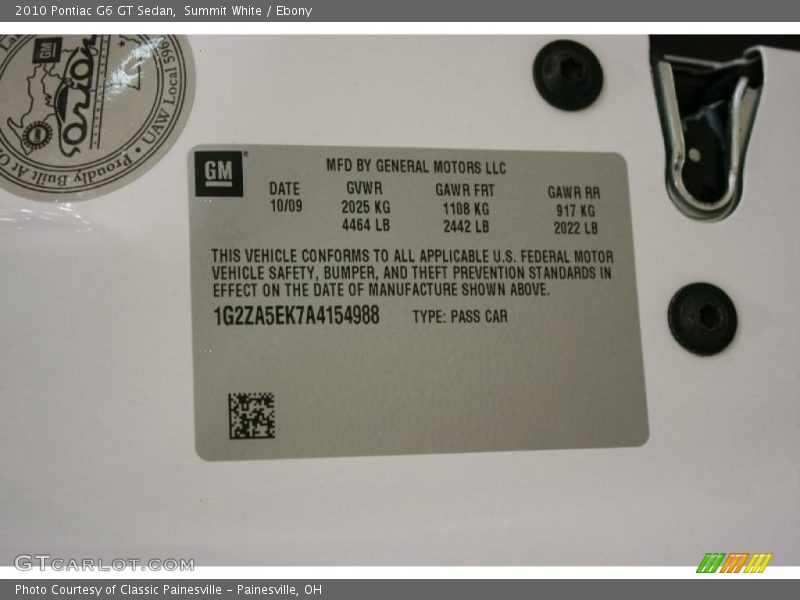 2010 Pontiac G6 GT Sedan, Summit White / Ebony
GM
Proudly Built At O
• UAW Local 596
GM
MFD BY GENERAL MOTORS LLC
DATE GVWR GAWR FRT GAWR RR
10/09 2025 KG 1108 KG 917 KG
4464 LB 2442 LB 2022 LB
THIS VEHICLE CONFORMS TO ALL APPLICABLE U.S. FEDERAL MOTOR
VEHICLE SAFETY, BUMPER, AND THEFT PREVENTION STANDARDS IN
EFFECT ON THE DATE OF MANUFACTURE SHOWN ABOVE.
1G2ZA5EK7A4154988 TYPE: PASS CAR
GTCARLOT.COM
Photo Courtesy of Classic Painesville – Painesville, OH